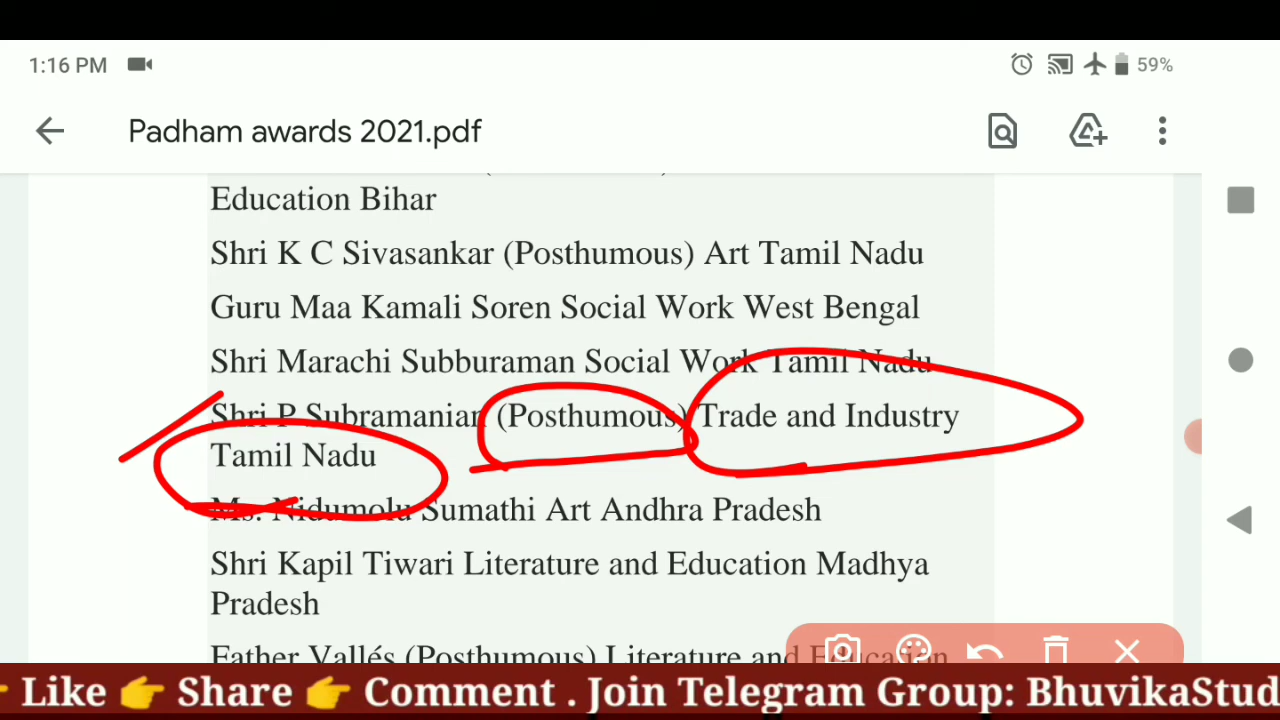 1:16 PM
59%
Padham awards 2021.pdf
Education Bihar
Shri K C Sivasankar (Posthumous) Art Tamil Nadu
Guru Maa Kamali Soren Social Work West Bengal
Shri Marachi Subburaman Social Work Tamil Nadu
Shri P Subramanian (Posthumous) Trade and Industry
Tamil Nadu
Ms. Nidumolu Sumathi Art Andhra Pradesh
Shri Kapil Tiwari Literature and Education Madhya
Pradesh
Father Vallés (Posthumous) Literature and Education
👉 Like 👉 Share 👉 Comment . Join Telegram Group: BhuvikaStud